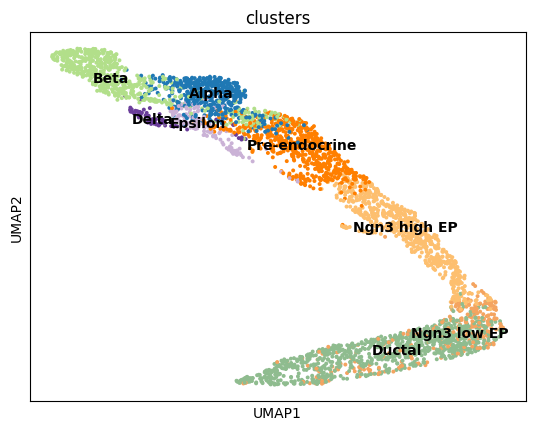 clusters
Beta
Alpha
Delta
Epsilon
Pre-endocrine
Ngn3 high EP
Ngn3 low EP
Ductal
UMAP2
UMAP1